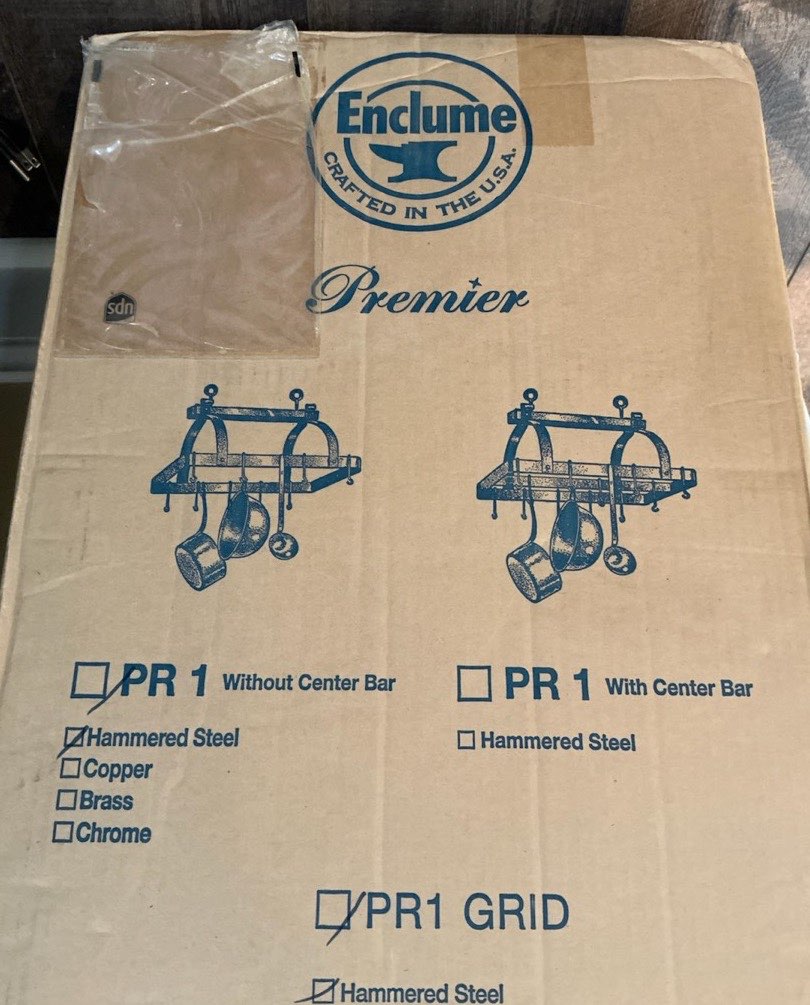 Enclume
CRAFTED IN THE U.S.A.
sdn
Premier
PR 1 Without Center Bar
Hammered Steel
Copper
Brass
Chrome
PR 1 With Center Bar
Hammered Steel
PR1 GRID
Hammered Steel